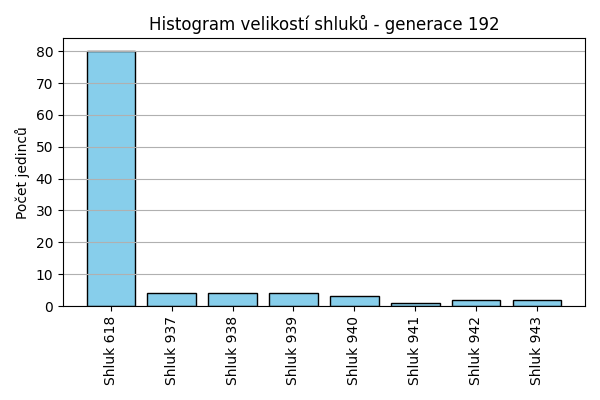 Histogram velikostí shluků - generace 192
Počet jedinců
80
70
60
50
40
30
20
10
0
Shluk 618
Shluk 937
Shluk 938
Shluk 939
Shluk 940
Shluk 941
Shluk 942
Shluk 943